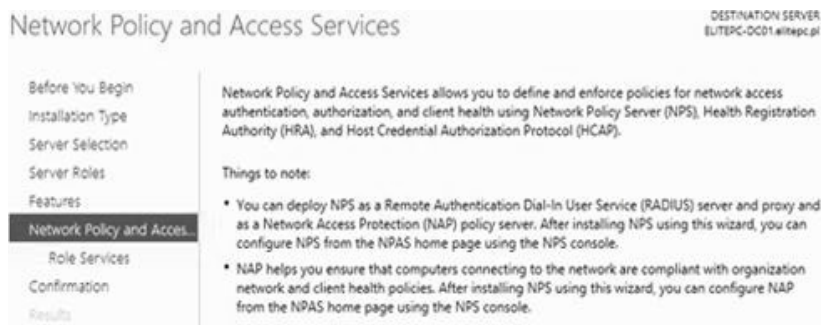 Network Policy and Access Services
DESTINATION SERVER
ELITEPC-DC01.elitepc.pl
Before You Begin
Installation Type
Server Selection
Server Roles
Features
Network Policy and Acces...
Role Services
Confirmation
Results
Network Policy and Access Services allows you to define and enforce policies for network access
authentication, authorization, and client health using Network Policy Server (NPS), Health Registration
Authority (HRA), and Host Credential Authorization Protocol (HCAP).
Things to note:
• You can deploy NPS as a Remote Authentication Dial-In User Service (RADIUS) server and proxy and
as a Network Access Protection (NAP) policy server. After installing NPS using this wizard, you can
configure NPS from the NPAS home page using the NPS console.
• NAP helps you ensure that computers connecting to the network are compliant with organization
network and client health policies. After installing NPS using this wizard, you can configure NAP
from the NPAS home page using the NPS console.